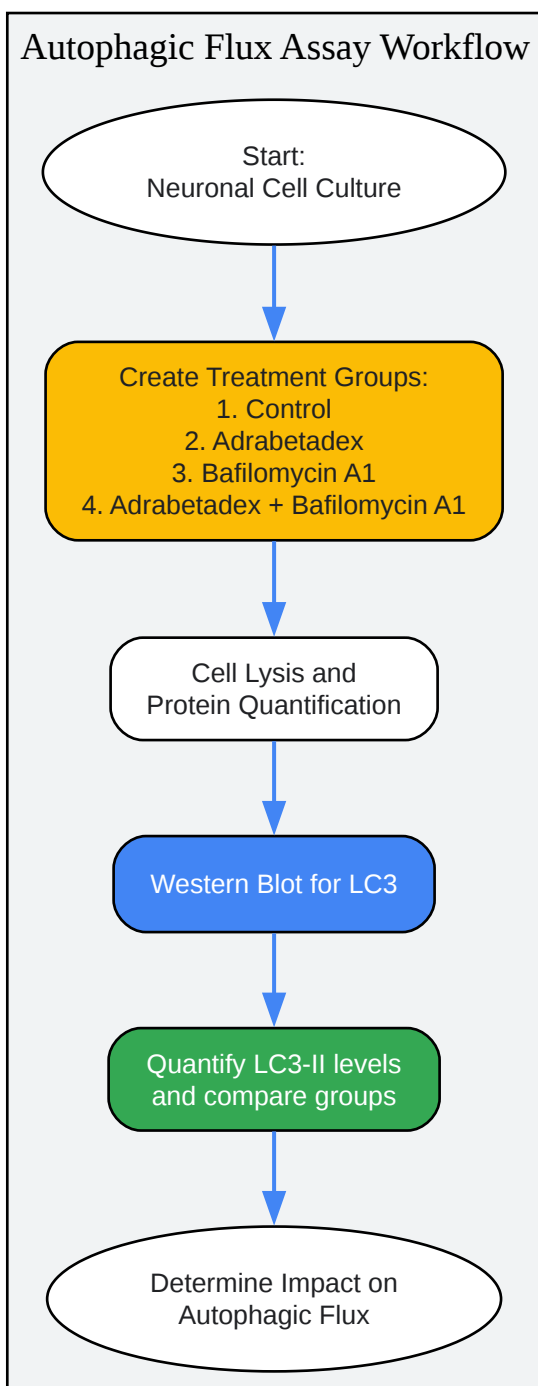 Autophagic Flux Assay Workflow
Start:
Neuronal Cell Culture
Create Treatment Groups:
1. Control
2. Adrabetadex
3. Bafilomycin A1
4. Adrabetadex + Bafilomycin A1
Cell Lysis and
Protein Quantification
Western Blot for LC3
Quantify LC3-II levels
and compare groups
Determine Impact on
Autophagic Flux